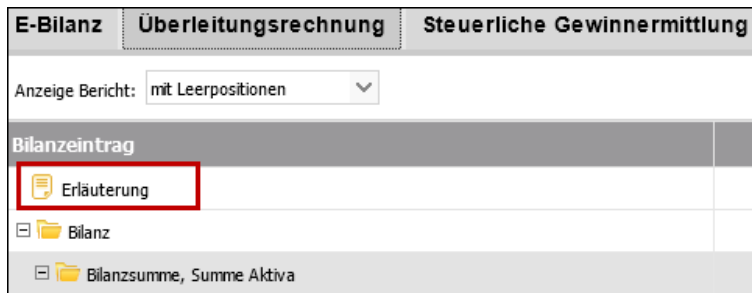 E-Bilanz Überleitungsrechnung Steuerliche Gewinnermittlung
Anzeige Bericht: mit Leerpositionen
Bilanzeintrag
Erläuterung
Bilanz
Bilanzsumme, Summe Aktiva